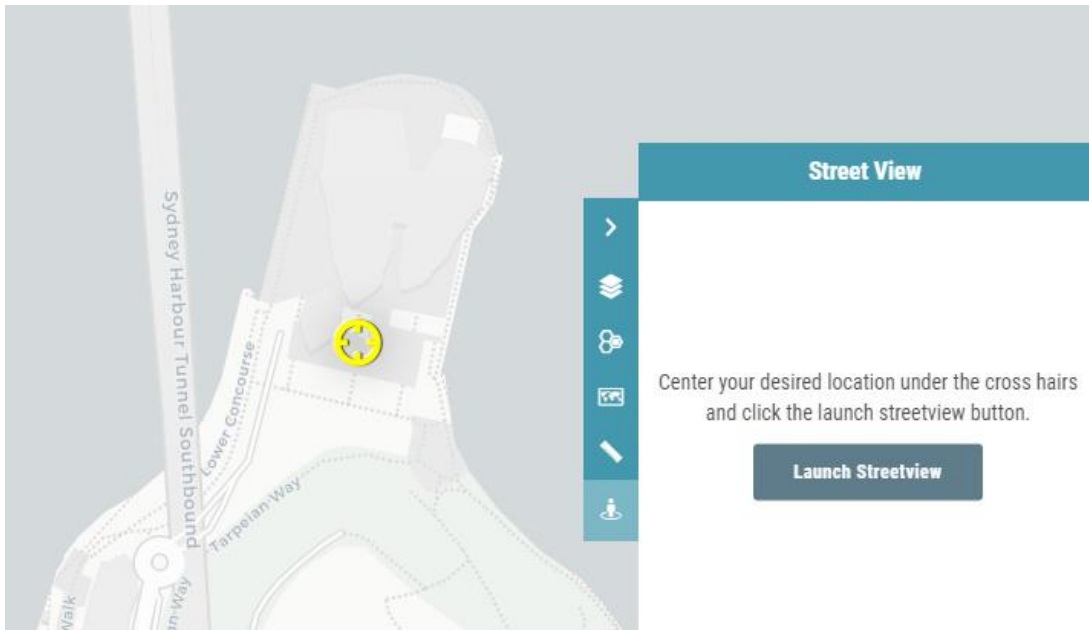 Sydney Harbour Tunnel Southbound
Lower Concourse
Tarpeian Way
Walk
an Way
Street View
Center your desired location under the cross hairs
and click the launch streetview button.
Launch Streetview